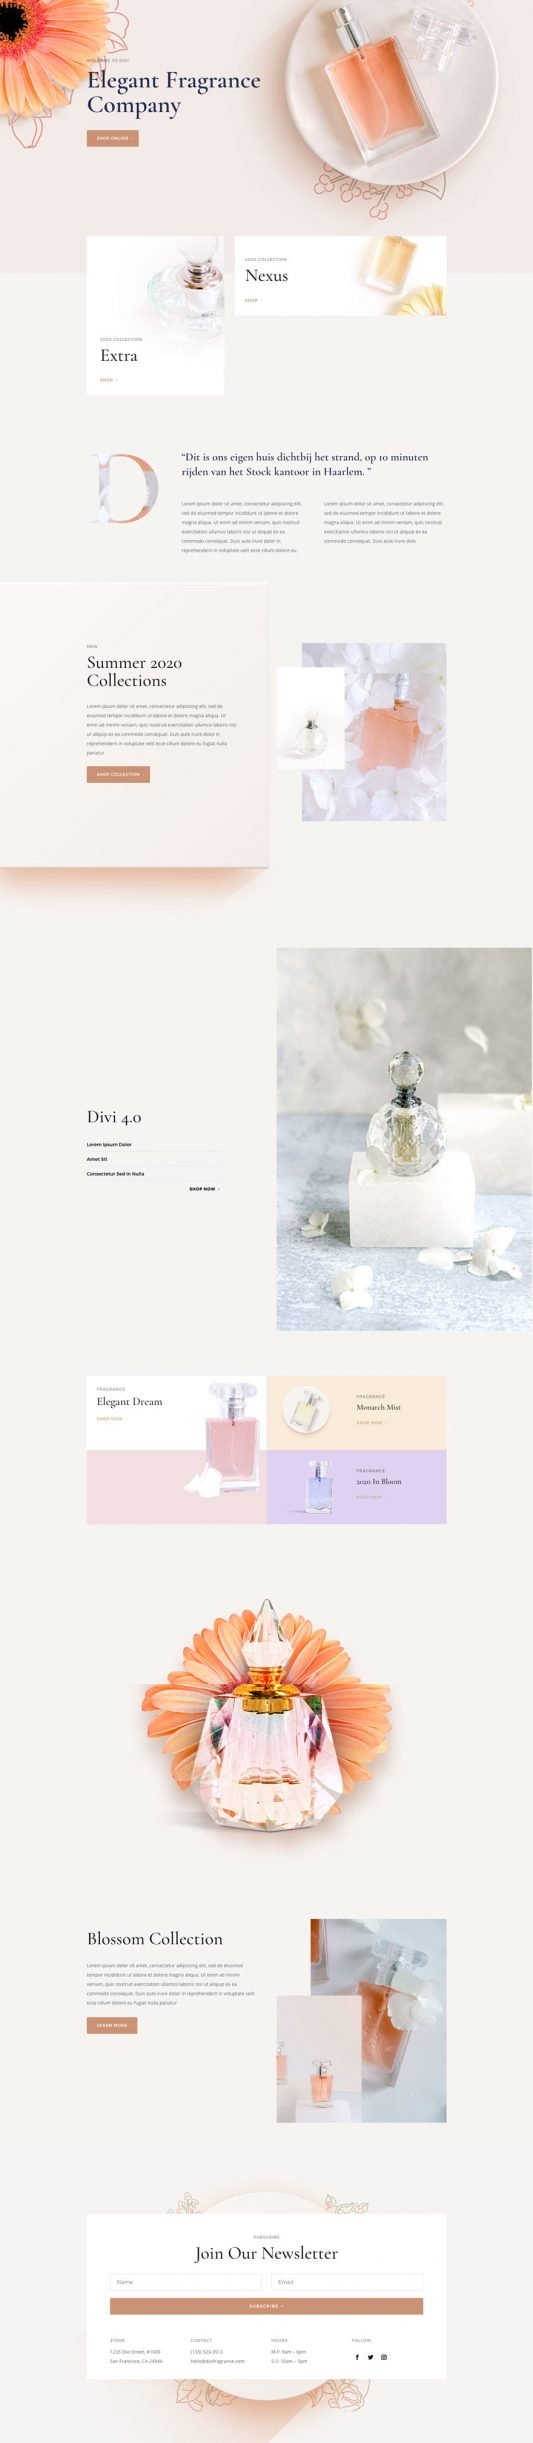 WELCOME TO DIVI
Elegant Fragrance
Company
SHOP ONLINE
2020 COLLECTION
Extra
SHOP
2020 COLLECTION
Nexus
SHOP
D
“Dit is ons eigen huis dichtbij het strand, op 10 minuten
rijden van het Stock kantoor in Haarlem. ”
Lorem ipsum dolor sit amet, consectetur adipiscing elit,
sed do eiusmod tempor incididunt ut labore et dolore
magna aliqua. Ut enim ad minim veniam, quis nostrud
exercitation ullamco laboris nisi ut aliquip ex ea
commodo consequat. Duis aute irure dolor in
reprehenderit in voluptate velit esse cillum dolore eu.
Lorem ipsum dolor sit amet, consectetur adipiscing elit,
sed do eiusmod tempor incididunt ut labore et dolore
magna aliqua. Ut enim ad minim veniam, quis nostrud
exercitation ullamco laboris nisi ut aliquip ex ea
commodo consequat. Duis aute irure dolo
NEW
Summer 2020
Collections
Lorem ipsum dolor sit amet, consectetur adipiscing elit, sed do
eiusmod tempor incididunt ut labore et dolore magna aliqua. Ut
enim ad minim veniam, quis nostrud exercitation ullamco laboris nisi
ut aliquip ex ea commodo consequat. Duis aute irure dolor in
reprehenderit in voluptate velit esse cillum dolore eu fugiat nulla
pariatur
SHOP COLLECTION
Divi 4.0
Lorem Ipsum Dolor
Amet Sit
Consectetur Sed in Nulla
SHOP NOW
FRAGRANCE
Elegant Dream
SHOP NOW
FRAGRANCE
Monarch Mist
SHOP NOW
FRAGRANCE
2020 In Bloom
SHOP NOW
Blossom Collection
Lorem ipsum dolor sit amet, consectetur adipiscing elit, sed do eiusmod
tempor incididunt ut labore et dolore magna aliqua. Ut enim ad minim
veniam, quis nostrud exercitation ullamco laboris nisi ut aliquip ex ea
commodo consequat. Duis aute irure dolor in reprehenderit in voluptate velit
esse cillum dolore eu fugiat nulla pariatur
LEARN MORE
SUBSCRIBE
Join Our Newsletter
Name
Email
SUBSCRIBE
STORE
1235 Divi Street, #1000
San Francisco, CA 24946
CONTACT
(135) 523-3513
hello@divifragrance.com
HOURS
M-F: 9am – 6pm
S-S: 10am – 5pm
FOLLOW